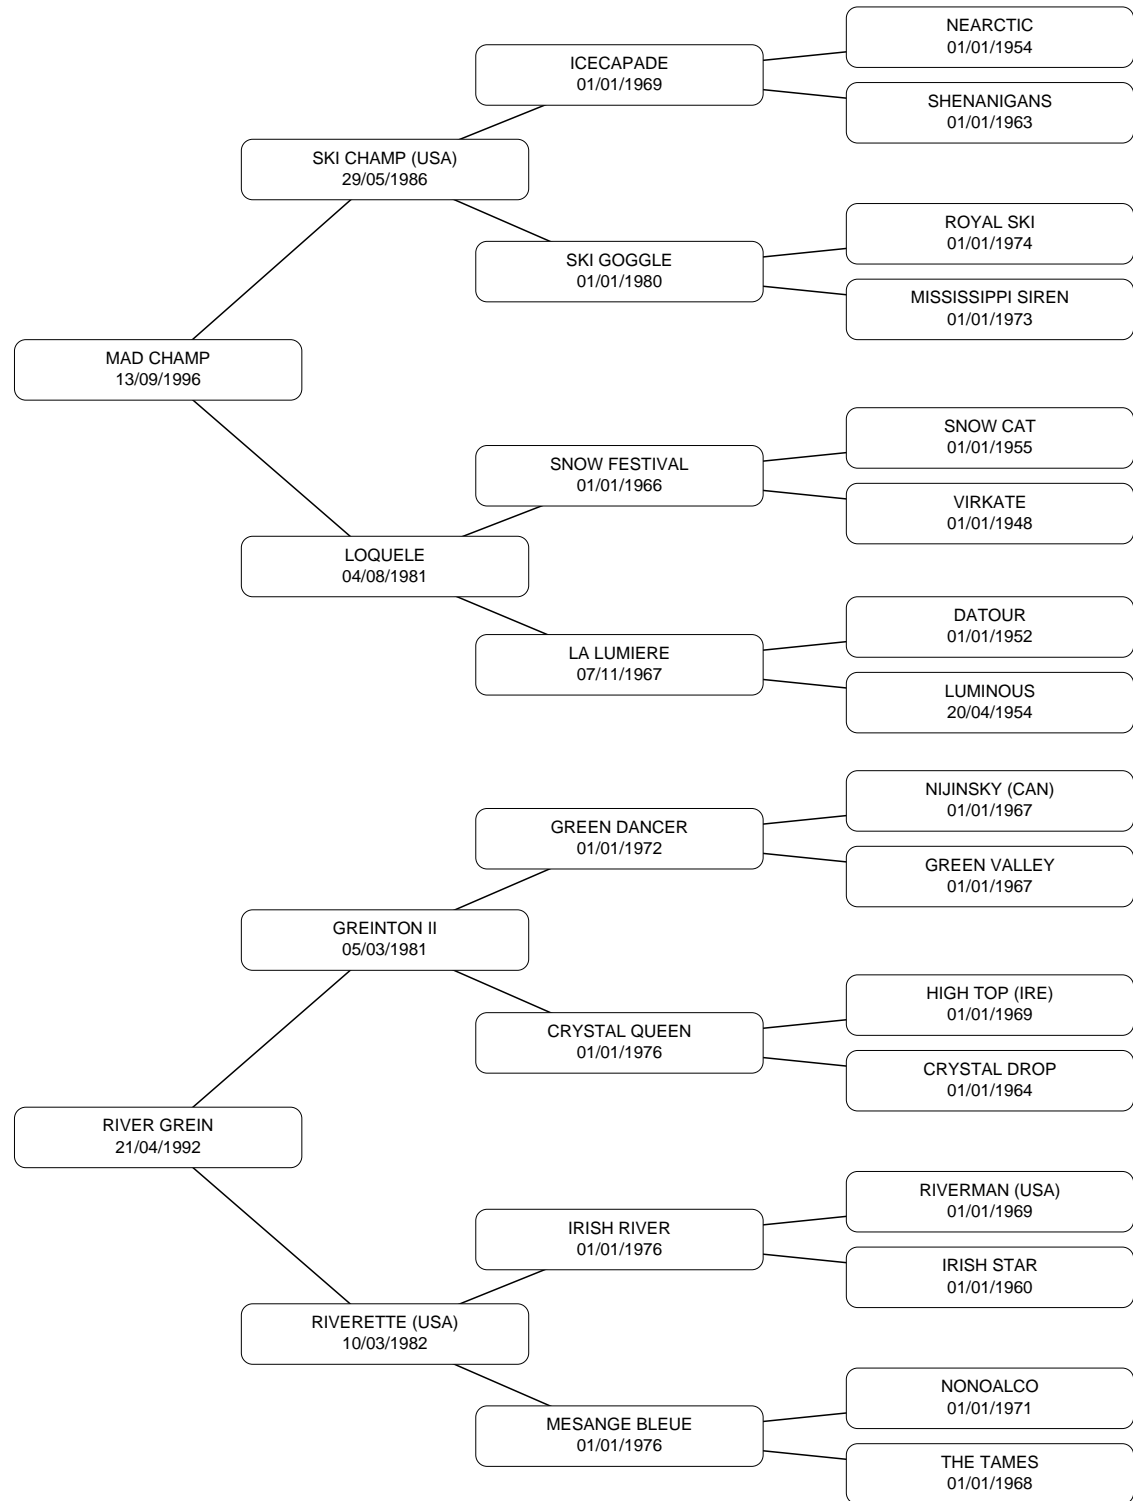 NEARCTIC
01/01/1954
ICECAPADE
01/01/1969
SHENANIGANS
01/01/1963
SKI CHAMP (USA)
29/05/1986
ROYAL SKI
01/01/1974
SKI GOGGLE
01/01/1980
MISSISSIPPI SIREN
01/01/1973
MAD CHAMP
13/09/1996
SNOW CAT
01/01/1955
SNOW FESTIVAL
01/01/1966
VIRKATE
01/01/1948
LOQUELE
04/08/1981
DATOUR
01/01/1952
LA LUMIERE
07/11/1967
LUMINOUS
20/04/1954
NIJINSKY (CAN)
01/01/1967
GREEN DANCER
01/01/1972
GREEN VALLEY
01/01/1967
GREINTON II
05/03/1981
HIGH TOP (IRE)
01/01/1969
CRYSTAL QUEEN
01/01/1976
CRYSTAL DROP
01/01/1964
RIVER GREIN
21/04/1992
RIVERMAN (USA)
01/01/1969
IRISH RIVER
01/01/1976
IRISH STAR
01/01/1960
RIVERETTE (USA)
10/03/1982
NONOALCO
01/01/1971
MESANGE BLEUE
01/01/1976
THE TAMES
01/01/1968